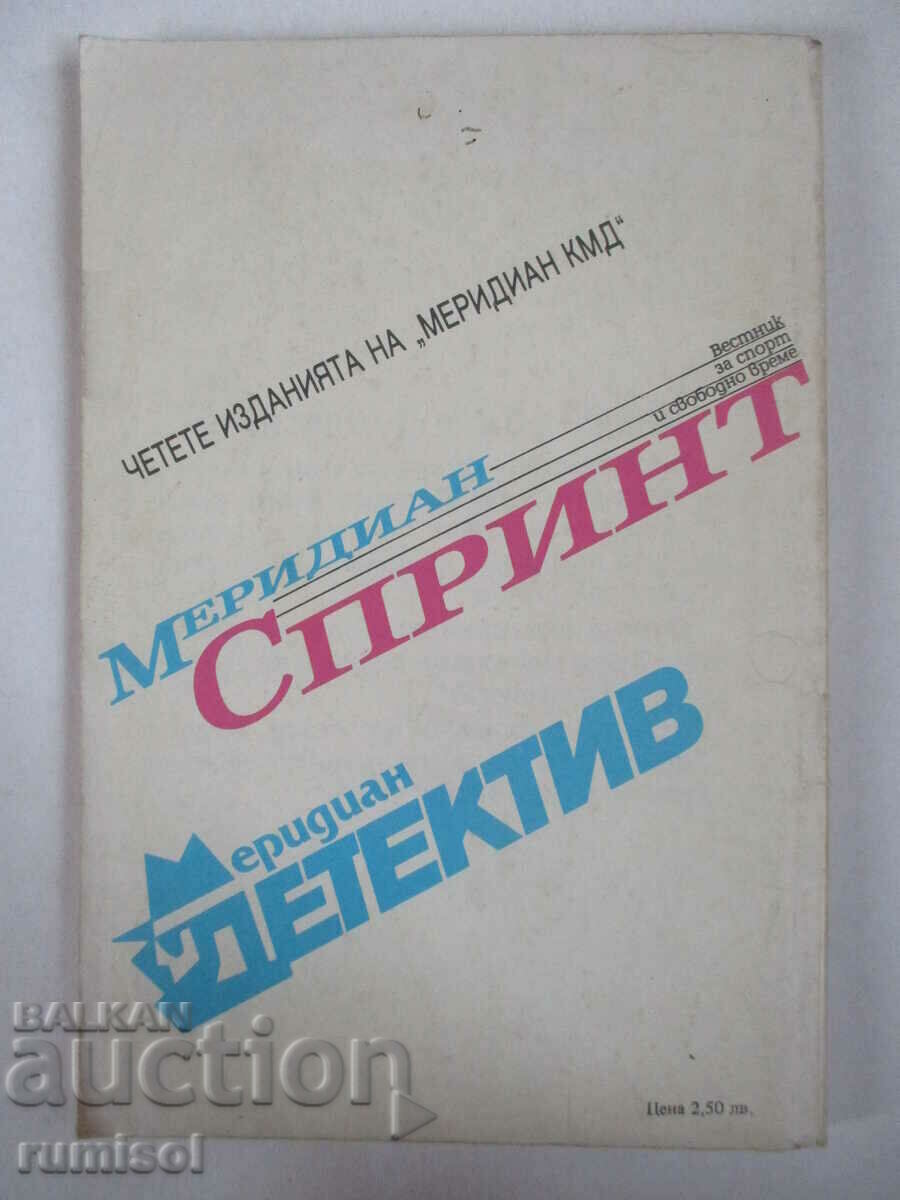 ЧЕТЕТЕ ИЗДАНИЯТА НА „МЕРИДИАН КМД“
Вестник
за спорт
и свободно време
МЕРИДИАН
СПРИНТ
Меридиан
ДЕТЕКТИВ
Цена 2,50 лв.
BALKAN
auction
rumisol